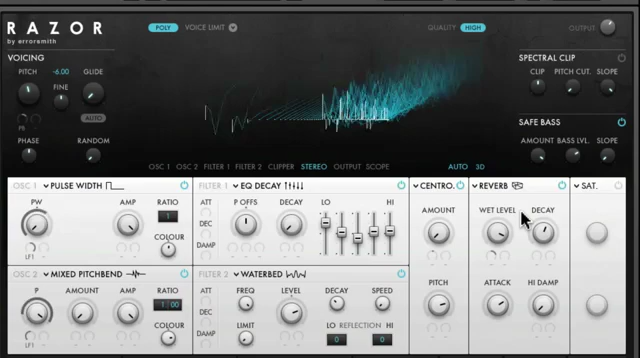 RAZOR
by errorsmith
POLY VOICE LIMIT
QUALITY HIGH
OUTPUT
VOICING
PITCH -6.00 GLIDE
FINE
AUTO
PB
PHASE RANDOM
SPECTRAL CLIP
CLIP PITCH CUT. SLOPE
SAFE BASS
AMOUNT BASS LVL. SLOPE
OSC 1 OSC 2 FILTER 1 FILTER 2 CLIPPER STEREO OUTPUT SCOPE AUTO 3D
OSC 1 PULSE WIDTH
PW AMP RATIO
1
COLOUR
LF1
FILTER 1 EQ DECAY
ATT P OFFS DECAY LO HI
DEC
DAMP
CENTRO.
AMOUNT
PITCH
REVERB
WET LEVEL DECAY
ATTACK HI DAMP
SAT.
OSC 2 MIXED PITCHBEND
P AMOUNT AMP RATIO
1 00
COLOUR
LF1
FILTER 2 WATERBED
ATT FREQ LEVEL DECAY SPEED
DEC
DAMP LIMIT LO REFLECTION HI
0 0